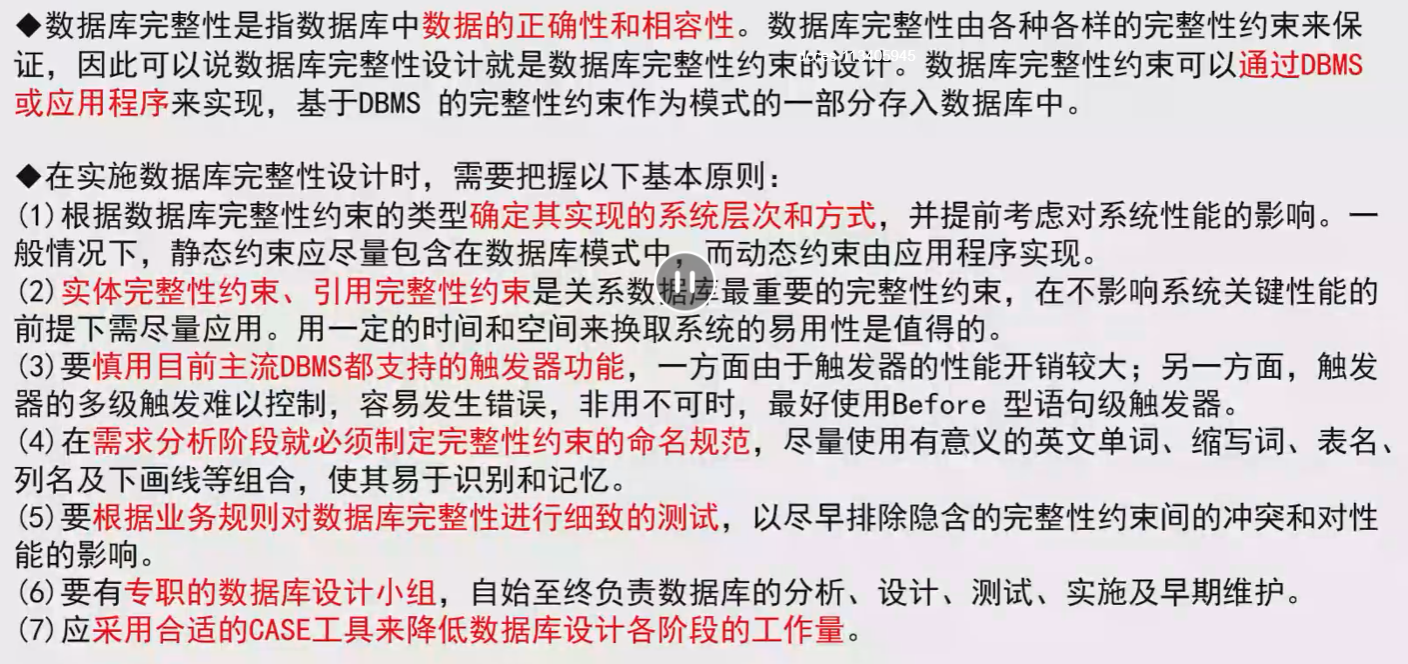 ◆数据库完整性是指数据库中数据的正确性和相容性。数据库完整性由各种各样的完整性约束来保
证，因此可以说数据库完整性设计就是数据库完整性约束的设计。数据库完整性约束可以通过DBMS
或应用程序来实现，基于DBMS 的完整性约束作为模式的一部分存入数据库中。
◆在实施数据库完整性设计时，需要把握以下基本原则：
(1)根据数据库完整性约束的类型确定其实现的系统层次和方式，并提前考虑对系统性能的影响。一
般情况下，静态约束应尽量包含在数据库模式中，而动态约束由应用程序实现。
(2)实体完整性约束、引用完整性约束是关系数据库最重要的完整性约束，在不影响系统关键性能的
前提下需尽量应用。用一定的时间和空间来换取系统的易用性是值得的。
(3)要慎用目前主流DBMS都支持的触发器功能，一方面由于触发器的性能开销较大；另一方面，触发
器的多级触发难以控制，容易发生错误，非用不可时，最好使用Before 型语句级触发器。
(4)在需求分析阶段就必须制定完整性约束的命名规范，尽量使用有意义的英文单词、缩写词、表名、
列名及下画线等组合，使其易于识别和记忆。
(5)要根据业务规则对数据库完整性进行细致的测试，以尽早排除隐含的完整性约束间的冲突和对性
能的影响。
(6)要有专职的数据库设计小组，自始至终负责数据库的分析、设计、测试、实施及早期维护。
(7)应采用合适的CASE工具来降低数据库设计各阶段的工作量。